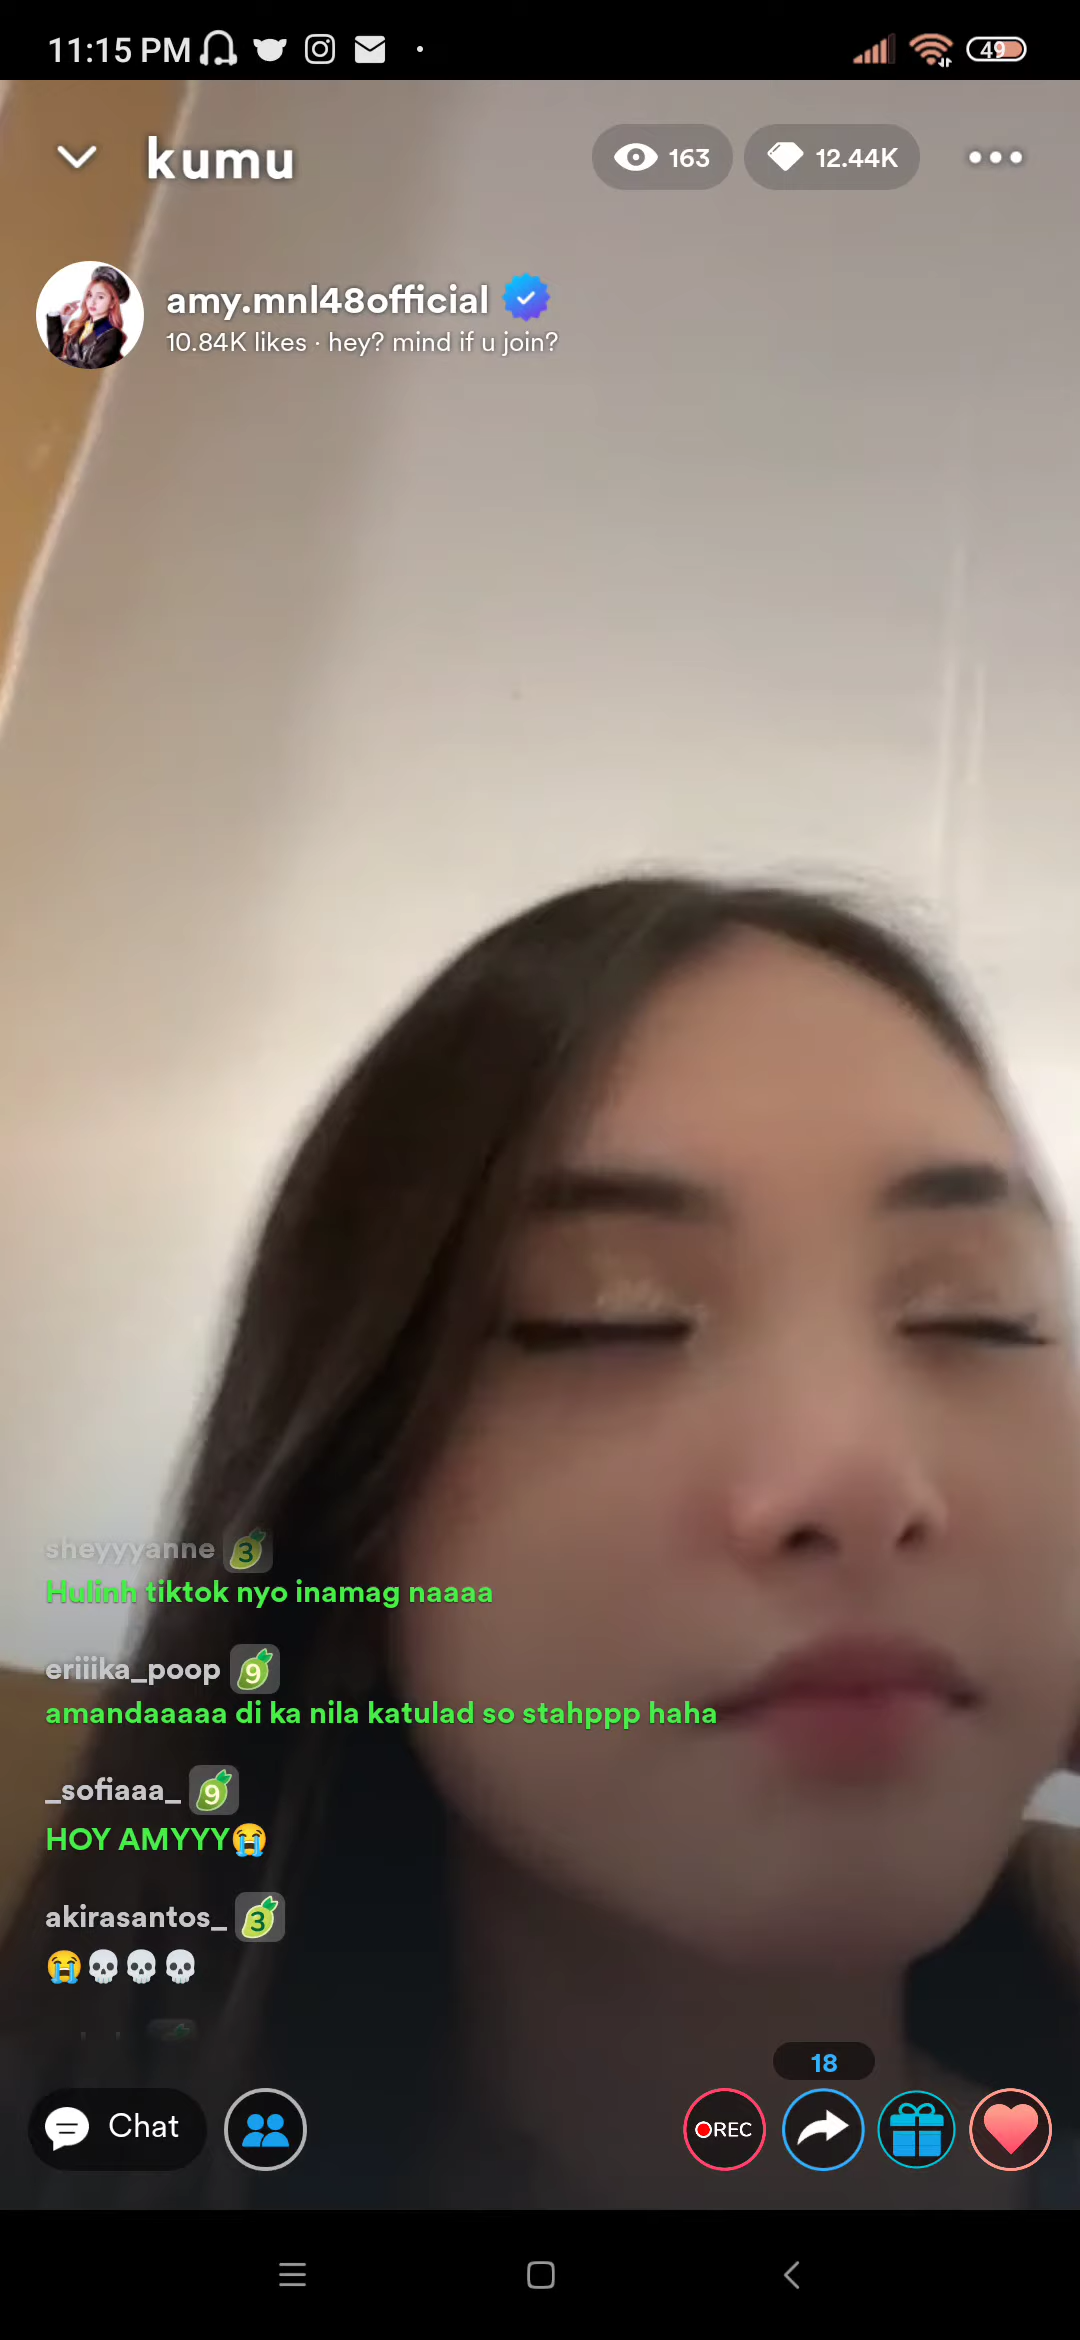 11:15 PM
49
kumu
163
12.44K
amy.mnl48official
10.84K likes · hey? mind if u join?
sheyyyanne 3
Hulinh tiktok nyo inamag naaaa
eriiika_poop 9
amandaaaaa di ka nila katulad so stahppp haha
_sofiaaa_ 9
HOY AMYYY😭
akirasantos_ 3
😭💀💀💀
18
Chat
REC